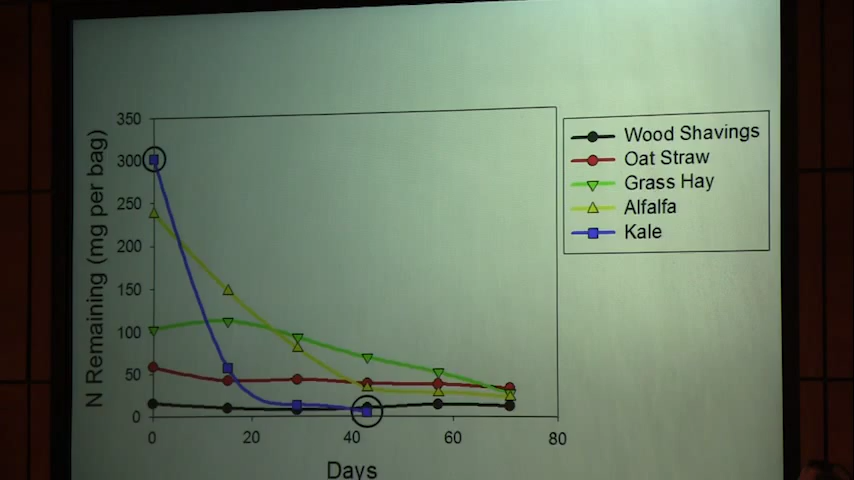 350
300
250
200
150
100
50
0
N Remaining (mg per bag)
0 20 40 60 80
Days
Wood Shavings
Oat Straw
Grass Hay
Alfalfa
Kale